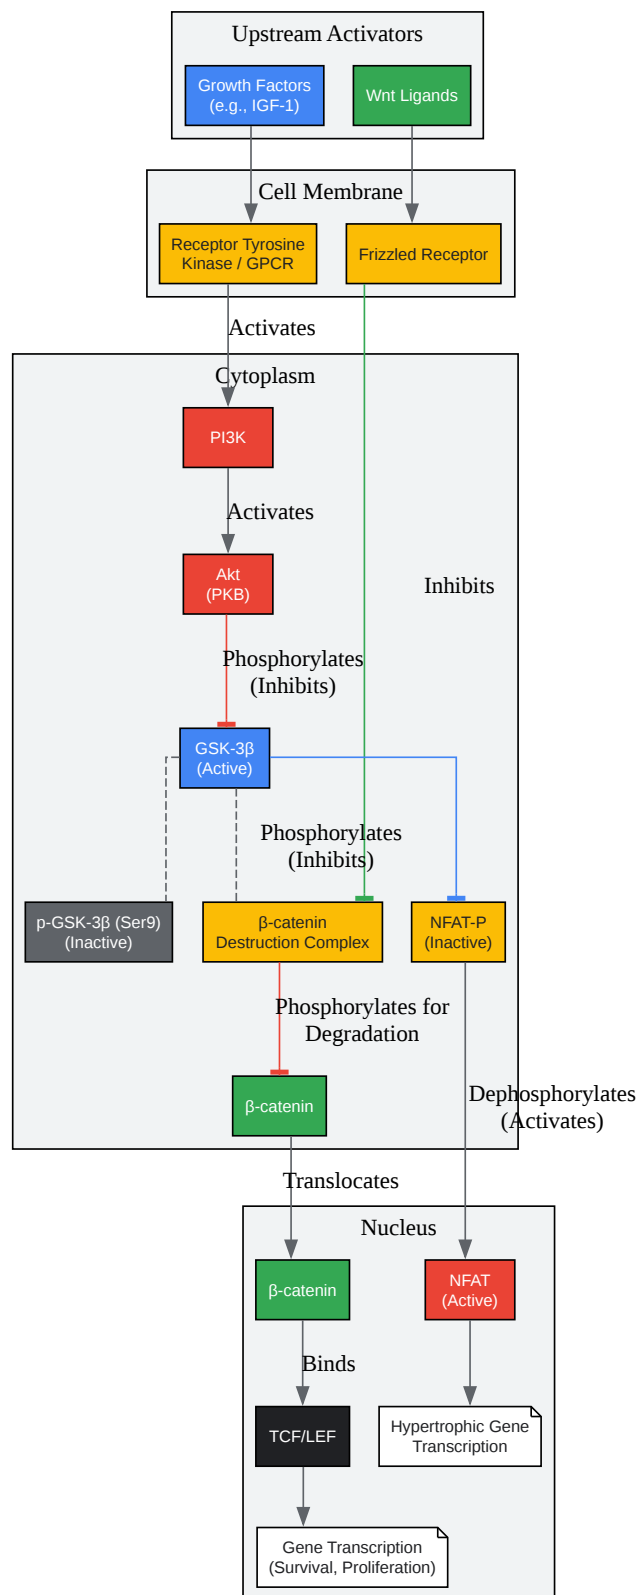 Upstream Activators
Growth Factors
(e.g., IGF-1)
Wnt Ligands
Cell Membrane
Receptor Tyrosine
Kinase / GPCR
Frizzled Receptor
Activates
Cytoplasm
PI3K
Activates
Akt
(PKB)
Inhibits
Phosphorylates
(Inhibits)
GSK-3β
(Active)
Phosphorylates
(Inhibits)
p-GSK-3β (Ser9)
(Inactive)
β-catenin
Destruction Complex
NFAT-P
(Inactive)
Phosphorylates for
Degradation
β-catenin
Dephosphorylates
(Activates)
Translocates
Nucleus
β-catenin
NFAT
(Active)
Binds
TCF/LEF
Hypertrophic Gene
Transcription
Gene Transcription
(Survival, Proliferation)